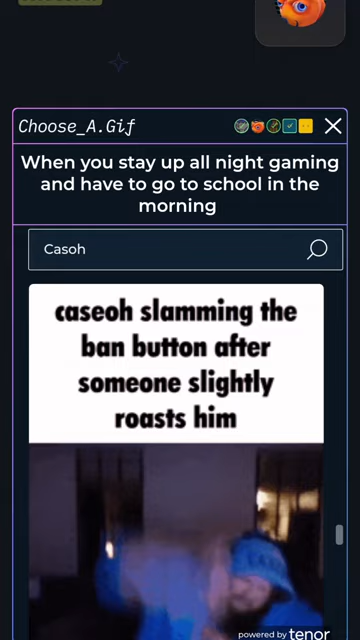 Choose_A.Gif
When you stay up all night gaming
and have to go to school in the
morning
Casoh
caseoh slamming the
ban button after
someone slightly
roasts him
powered by tenor